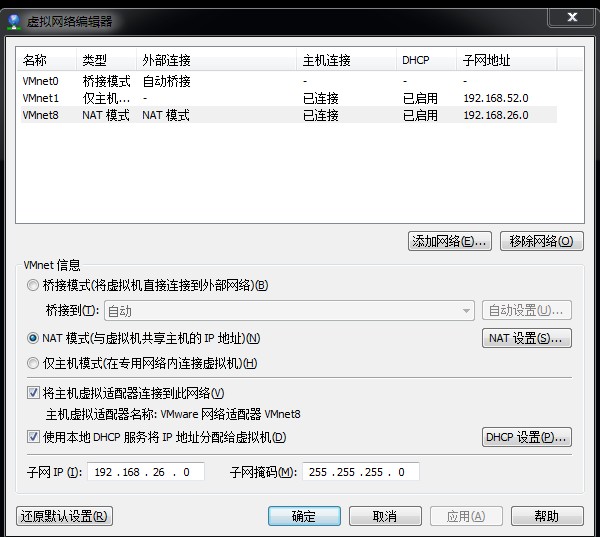 虚拟网络编辑器
名称 类型 外部连接 主机连接 DHCP 子网地址
VMnet0 桥接模式 自动桥接 - - -
VMnet1 仅主机... - 已连接 已启用 192.168.52.0
VMnet8 NAT 模式 NAT 模式 已连接 已启用 192.168.26.0
添加网络(E)... 移除网络(O)
VMnet 信息
桥接模式(将虚拟机直接连接到外部网络)(B)
桥接到(T): 自动 自动设置(U)...
NAT 模式(与虚拟机共享主机的 IP 地址)(N) NAT 设置(S)...
仅主机模式(在专用网络内连接虚拟机)(H)
将主机虚拟适配器连接到此网络(V)
主机虚拟适配器名称: VMware 网络适配器 VMnet8
使用本地 DHCP 服务将 IP 地址分配给虚拟机(D) DHCP 设置(P)...
子网 IP (I): 192 . 168 . 26 . 0 子网掩码(M): 255 . 255 . 255 . 0
还原默认设置(R) 确定 取消 应用(A) 帮助